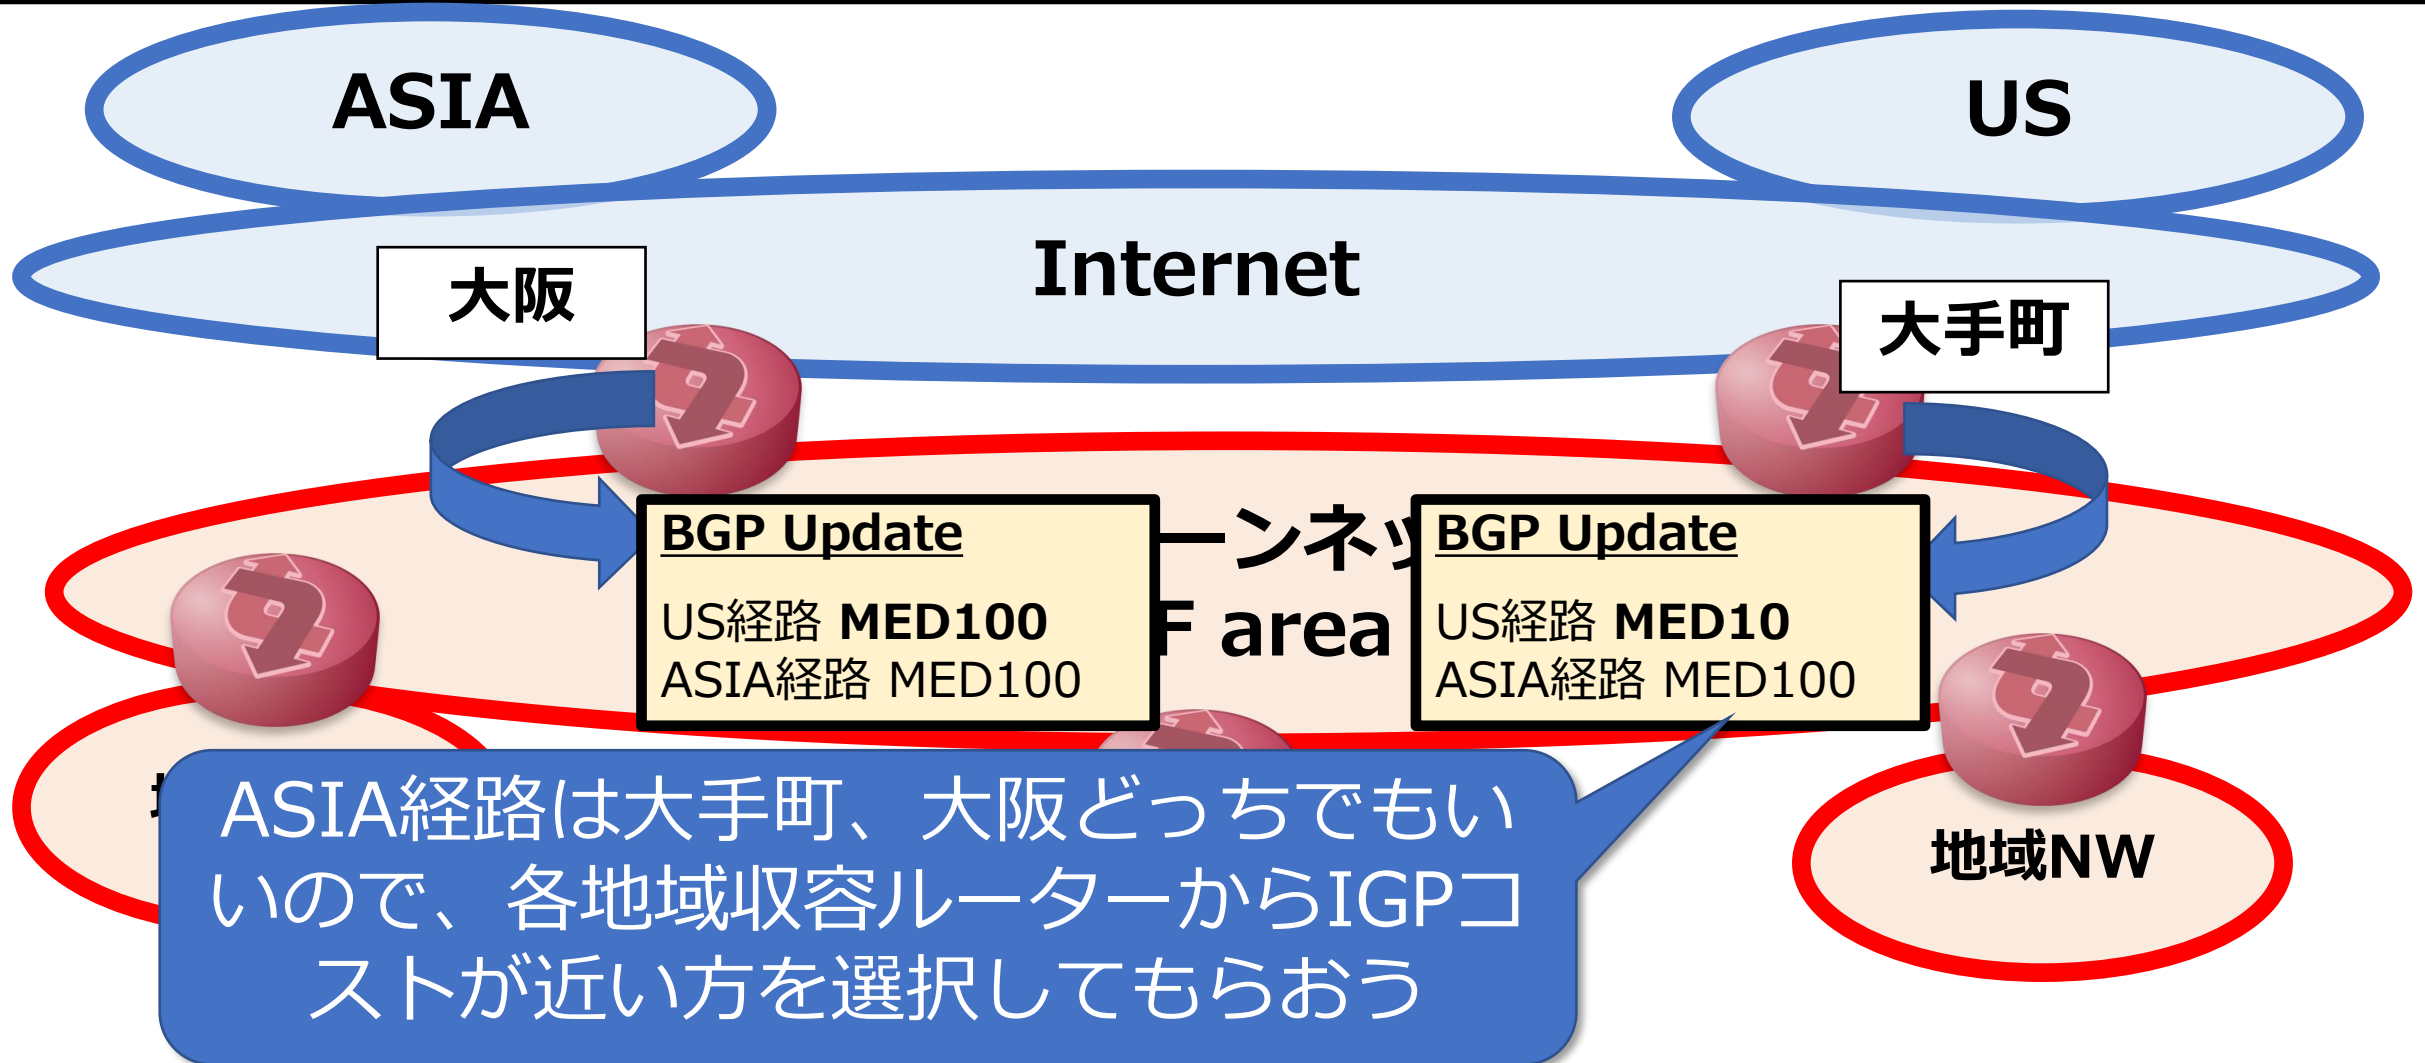 ASIA
US
Internet
大阪
大手町
BGP Update
US経路 MED100
ASIA経路 MED100
ーンネッ
area
BGP Update
US経路 MED10
ASIA経路 MED100
ASIA経路は大手町、大阪どっちでもい
いので、各地域収容ルーターからIGPコ
ストが近い方を選択してもらおう
地域NW